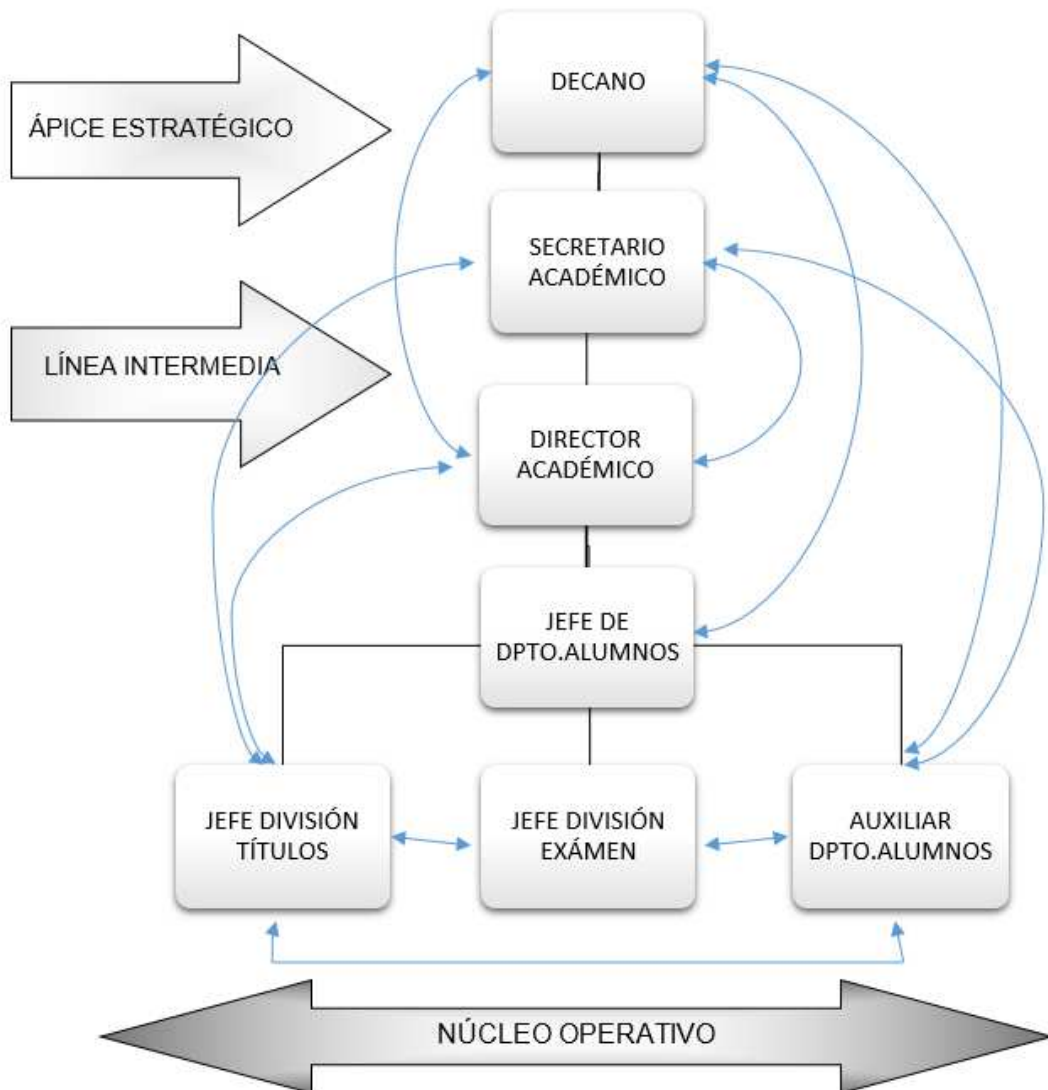 DECANO
ÁPICE ESTRATÉGICO
SECRETARIO
ACADÉMICO
LÍNEA INTERMEDIA
DIRECTOR
ACADÉMICO
JEFE DE
DPTO.ALUMNOS
JEFE DIVISIÓN
TÍTULOS
JEFE DIVISIÓN
EXÁMEN
AUXILIAR
DPTO.ALUMNOS
NÚCLEO OPERATIVO